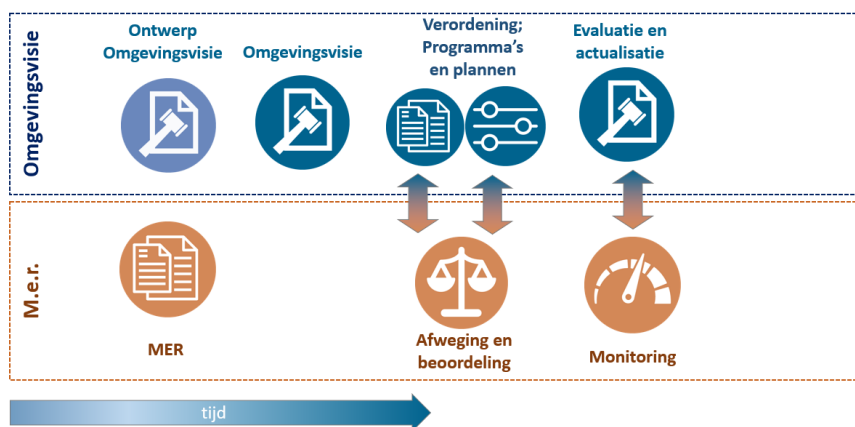 Omgevingsvisie
Ontwerp
Omgevingsvisie
Omgevingsvisie
Verordening;
Programma's
en plannen
Evaluatie en
actualisatie
M.e.r.
MER
Afweging en
beoordeling
Monitoring
tijd